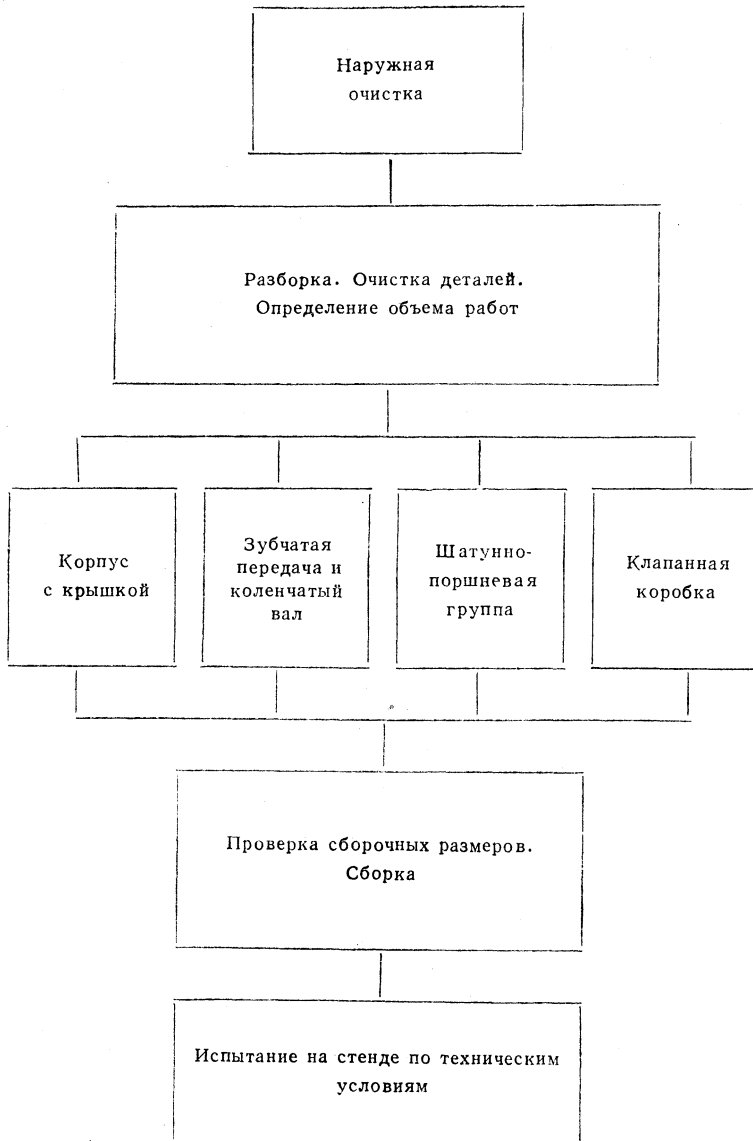 Наружная
очистка
Разборка. Очистка деталей.
Определение объема работ
Корпус
с крышкой
Зубчатая
передача и
коленчатый
вал
Шатунно-
поршневая
группа
Клапанная
коробка
Проверка сборочных размеров.
Сборка
Испытание на стенде по техническим
условиям